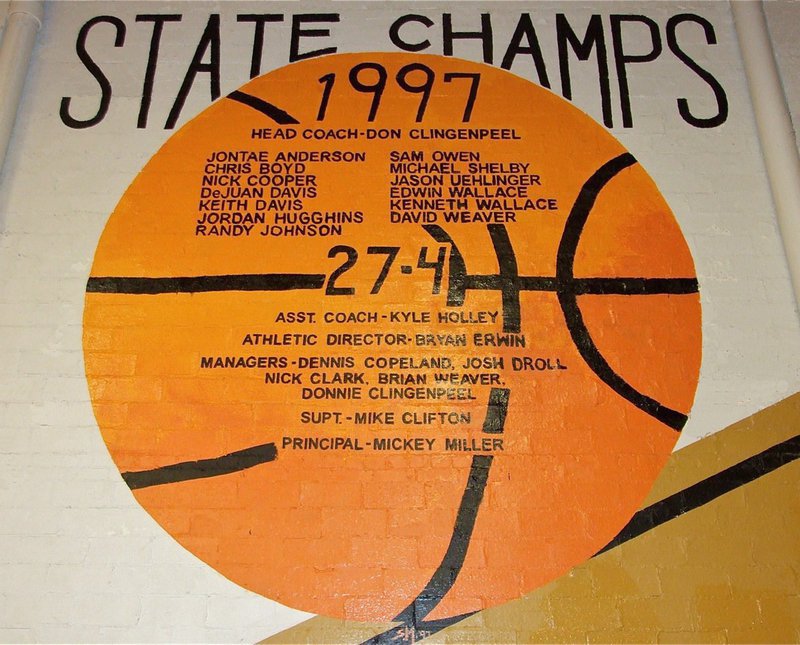 STATE CHAMPS
1997
HEAD COACH-DON CLINGENPEEL
JONTAE ANDERSON
CHRIS BOYD
NICK COOPER
DeJUAN DAVIS
KEITH DAVIS
JORDAN HUGGHINS
RANDY JOHNSON
SAM OWEN
MICHAEL SHELBY
JASON UEHLINGER
EDWIN WALLACE
KENNETH WALLACE
DAVID WEAVER
27-4
ASST. COACH-KYLE HOLLEY
ATHLETIC DIRECTOR-BRYAN ERWIN
MANAGERS-DENNIS COPELAND, JOSH DROLL
NICK CLARK, BRIAN WEAVER,
DONNIE CLINGENPEEL
SUPT.-MIKE CLIFTON
PRINCIPAL-MICKEY MILLER